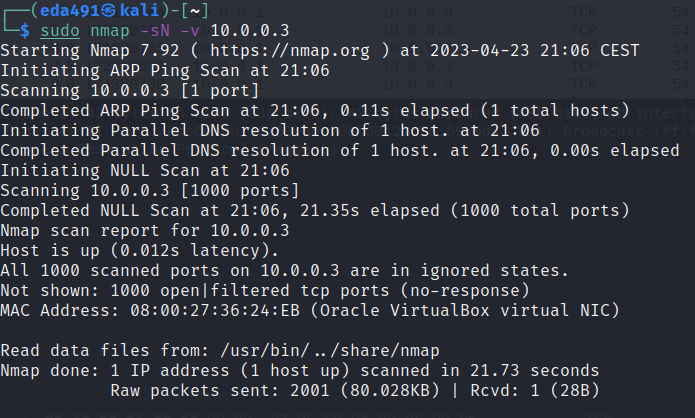 ┌──(eda491㉿kali)-[~]
└─$ sudo nmap -sN -v 10.0.0.3
Starting Nmap 7.92 ( https://nmap.org ) at 2023-04-23 21:06 CEST
Initiating ARP Ping Scan at 21:06
Scanning 10.0.0.3 [1 port]
Completed ARP Ping Scan at 21:06, 0.11s elapsed (1 total hosts)
Initiating Parallel DNS resolution of 1 host. at 21:06
Completed Parallel DNS resolution of 1 host. at 21:06, 0.00s elapsed
Initiating NULL Scan at 21:06
Scanning 10.0.0.3 [1000 ports]
Completed NULL Scan at 21:06, 21.35s elapsed (1000 total ports)
Nmap scan report for 10.0.0.3
Host is up (0.012s latency).
All 1000 scanned ports on 10.0.0.3 are in ignored states.
Not shown: 1000 open|filtered tcp ports (no-response)
MAC Address: 08:00:27:36:24:EB (Oracle VirtualBox virtual NIC)

Read data files from: /usr/bin/../share/nmap
Nmap done: 1 IP address (1 host up) scanned in 21.73 seconds
           Raw packets sent: 2001 (80.028KB) | Rcvd: 1 (28B)